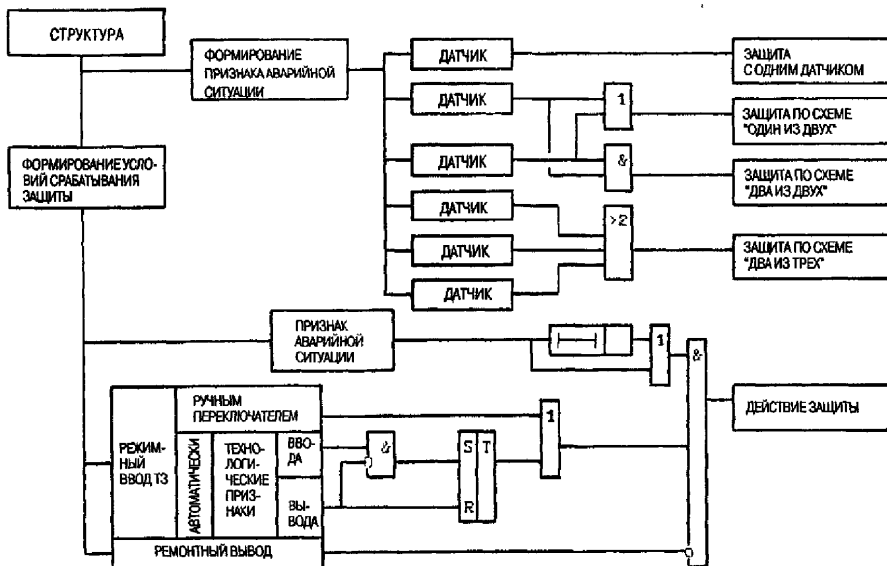 СТРУКТУРА
ФОРМИРОВАНИЕ
ПРИЗНАКА АВАРИЙНОЙ
СИТУАЦИИ
ДАТЧИК
ЗАЩИТА
С ОДНИМ ДАТЧИКОМ
ДАТЧИК
1
ЗАЩИТА ПО СХЕМЕ
"ОДИН ИЗ ДВУХ"
ФОРМИРОВАНИЕ УСЛО-
ВИЙ СРАБАТЫВАНИЯ
ЗАЩИТЫ
ДАТЧИК
&
ЗАЩИТА ПО СХЕМЕ
"ДВА ИЗ ДВУХ"
ДАТЧИК
>2
ДАТЧИК
ЗАЩИТА ПО СХЕМЕ
"ДВА ИЗ ТРЕХ"
ДАТЧИК
ПРИЗНАК
АВАРИЙНОЙ
СИТУАЦИИ
1
&
ДЕЙСТВИЕ ЗАЩИТЫ
РЕЖИМ-
НЫЙ
ВВОД ТЗ
РУЧНЫМ
ПЕРЕКЛЮЧАТЕЛЕМ
1
АВТОМАТИЧЕСКИ
ТЕХНО-
ЛОГИ-
ЧЕСКИЕ
ПРИЗ-
НАКИ
ВВО-
ДА
&
S T
ВЫ-
ВОДА
R
РЕМОНТНЫЙ ВЫВОД